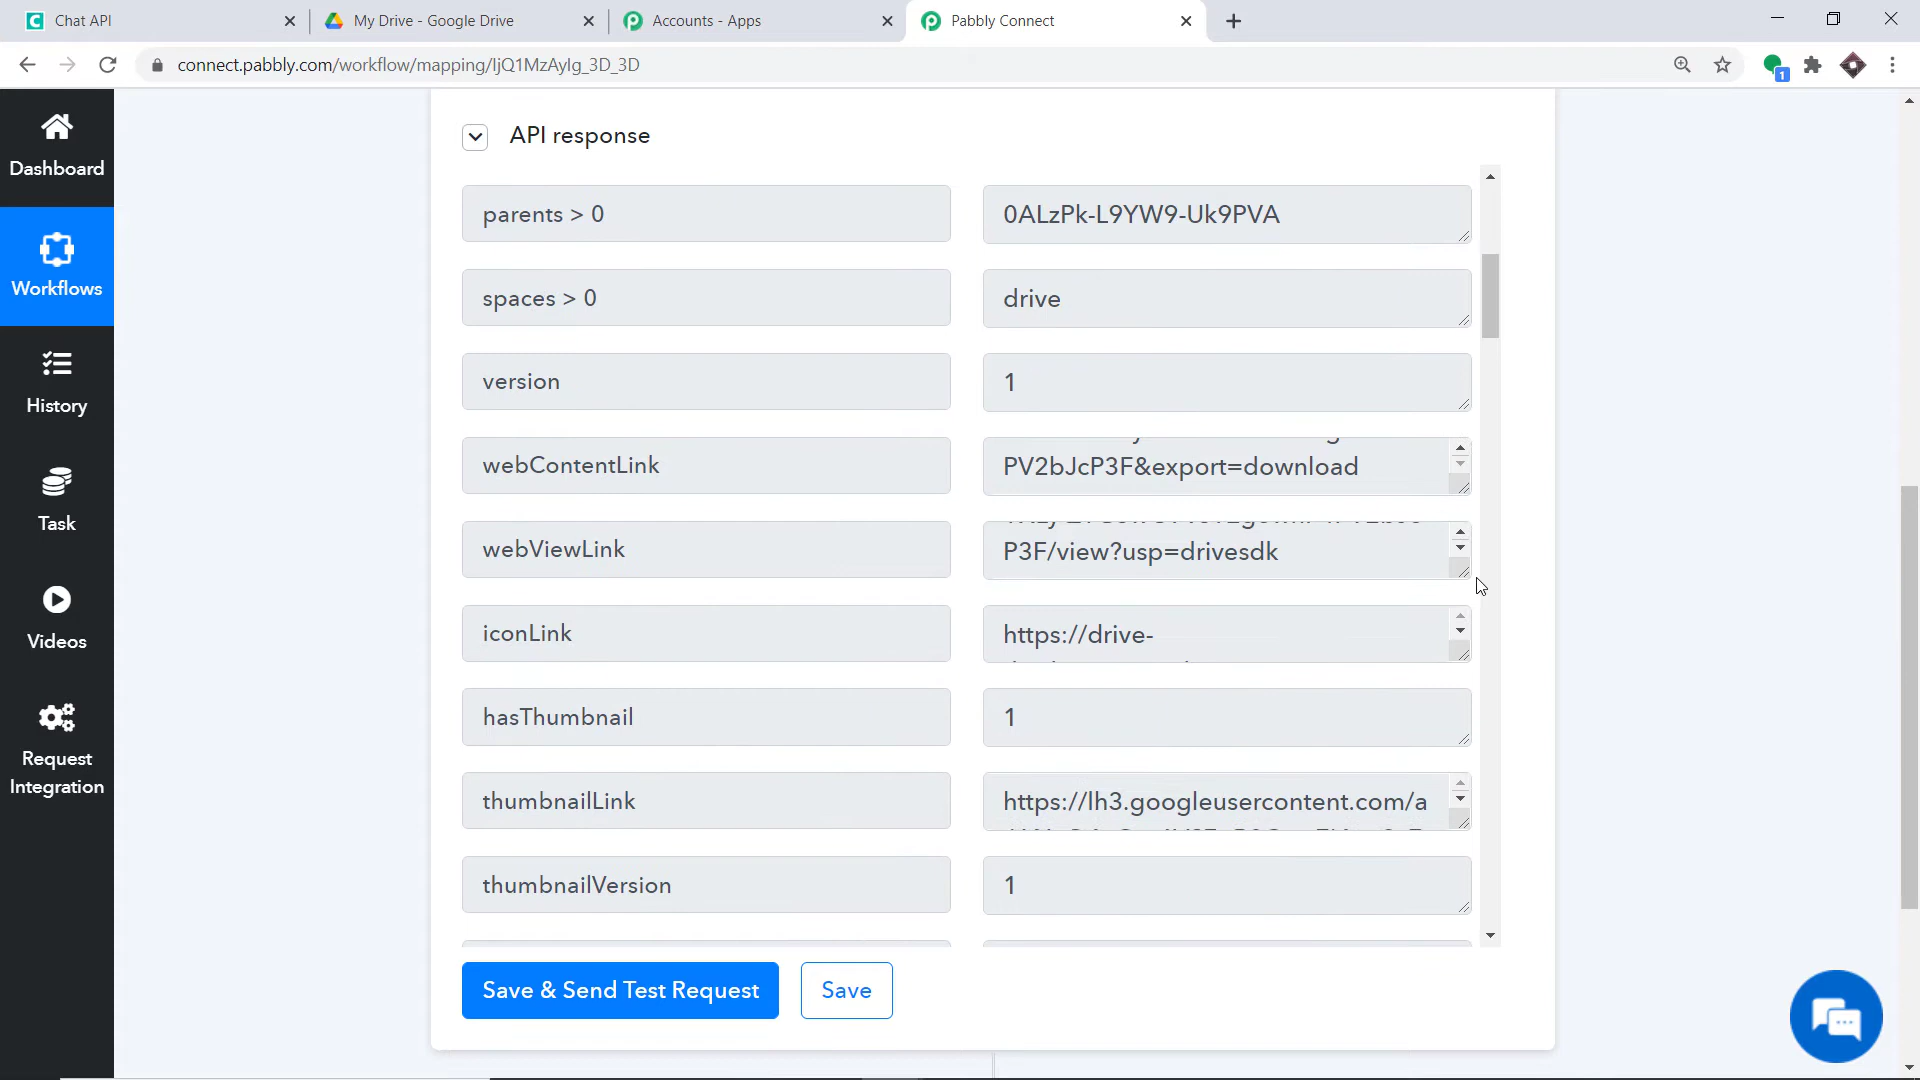 Chat API
My Drive - Google Drive
Accounts - Apps
Pabbly Connect
connect.pabbly.com/workflow/mapping/IjQ1MzAyIg_3D_3D
1
Dashboard
Workflows
History
Task
Videos
Request
Integration
API response
parents > 0
0ALzPk-L9YW9-Uk9PVA
spaces > 0
drive
version
1
webContentLink
PV2bJcP3F&export=download
webViewLink
P3F/view?usp=drivesdk
iconLink
https://drive-
hasThumbnail
1
thumbnailLink
https://lh3.googleusercontent.com/a
thumbnailVersion
1
Save & Send Test Request
Save